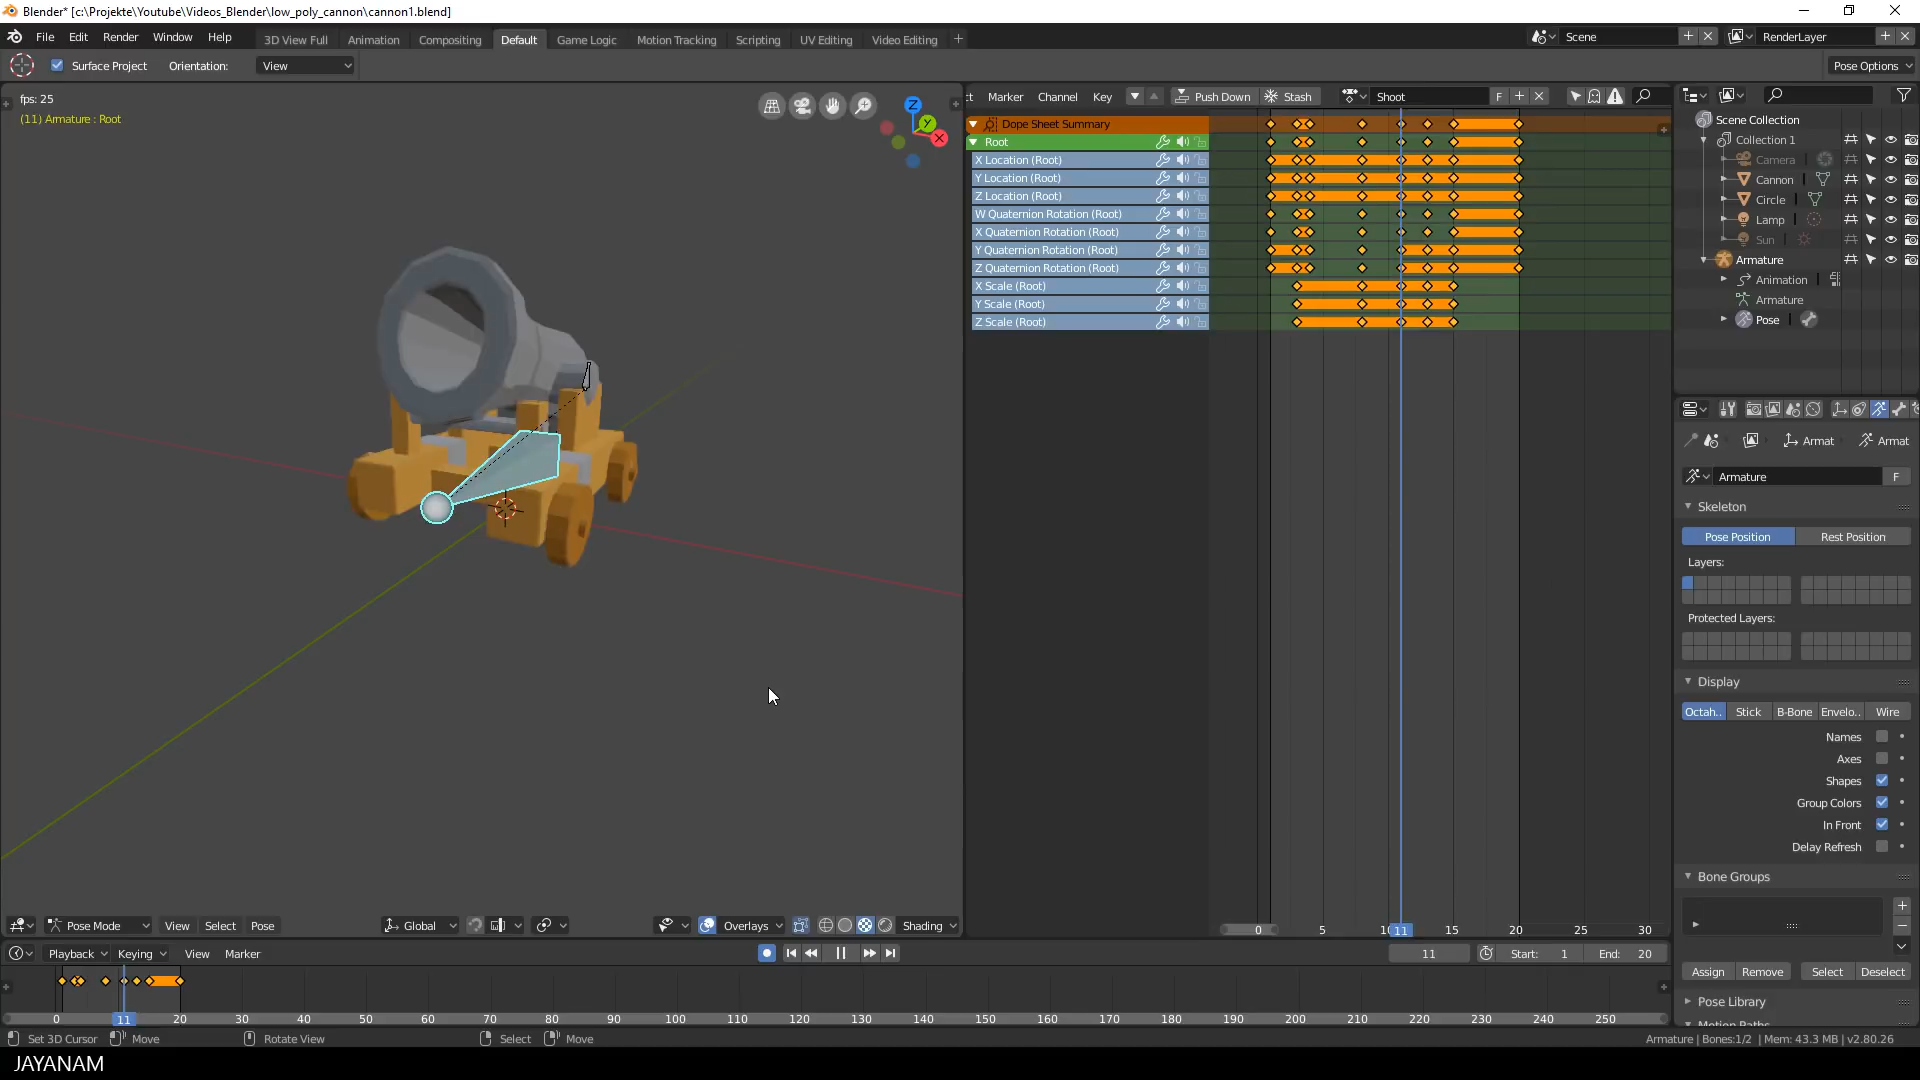 Blender* [c:\Projekte\Youtube\Videos_Blender\low_poly_cannon\cannon1.blend]
File Edit Render Window Help 3D View Full Animation Compositing Default Game Logic Motion Tracking Scripting UV Editing Video Editing Scene RenderLayer
Surface Project Orientation: View Pose Options
fps: 25
(11) Armature : Root
Z
Y
X
Marker Channel Key Push Down Stash Shoot F
Dope Sheet Summary
Root
X Location (Root)
Y Location (Root)
Z Location (Root)
W Quaternion Rotation (Root)
X Quaternion Rotation (Root)
Y Quaternion Rotation (Root)
Z Quaternion Rotation (Root)
X Scale (Root)
Y Scale (Root)
Z Scale (Root)
0 5 11 15 20 25 30
Scene Collection
Collection 1
Camera
Cannon
Circle
Lamp
Sun
Armature
Animation
Armature
Pose
Armat Armat
Armature F
Skeleton
Pose Position Rest Position
Layers:
Protected Layers:
Display
Octah.. Stick B-Bone Envelo.. Wire
Names
Axes
Shapes
Group Colors
In Front
Delay Refresh
Bone Groups
Assign Remove Select Deselect
Pose Library
Pose Mode View Select Pose Global Overlays Shading
Playback Keying View Marker 11 Start: 1 End: 20
0 11 20 30 40 50 60 70 80 90 100 110 120 130 140 150 160 170 180 190 200 210 220 230 240 250
Set 3D Cursor Move Rotate View Select Move Armature | Bones:1/2 | Mem: 43.3 MB | v2.80.26
JAYANAM